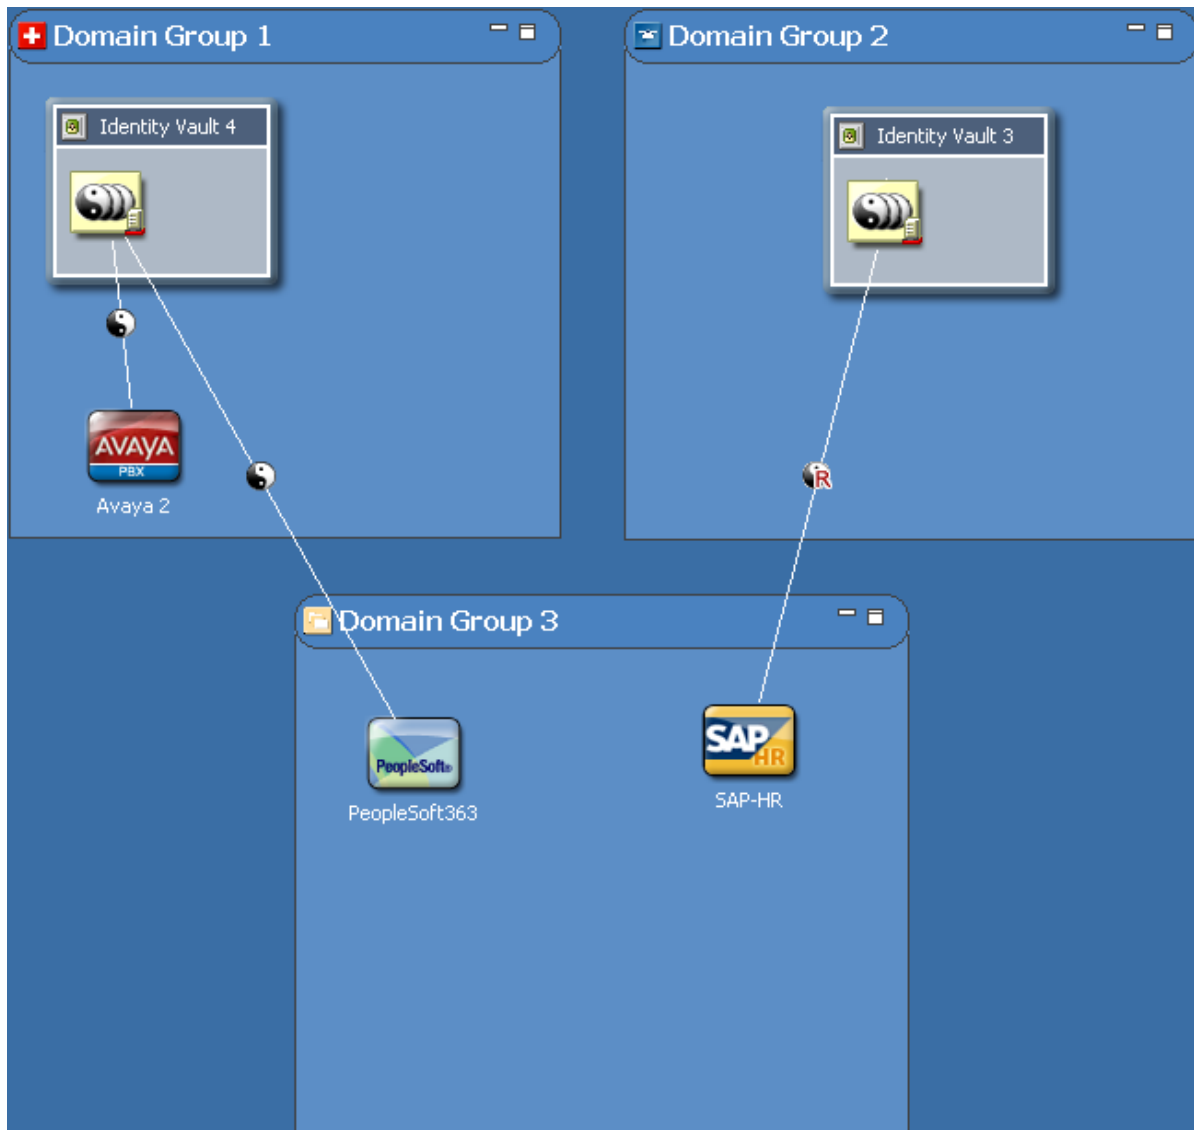 Domain Group 1
Domain Group 2
Identity Vault 4
Identity Vault 3
R
AVAYA
PBX
Avaya 2
Domain Group 3
PeopleSoft®
PeopleSoft363
SAP
HR
SAP-HR